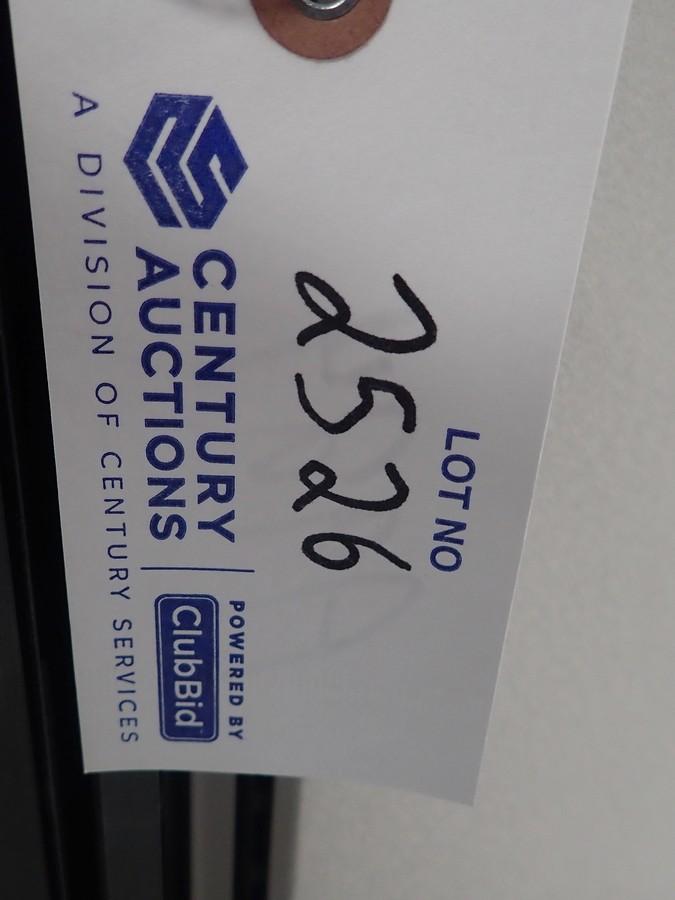 LOT NO
2526
CENTURY
AUCTIONS
POWERED BY
ClubBid
A DIVISION OF CENTURY SERVICES